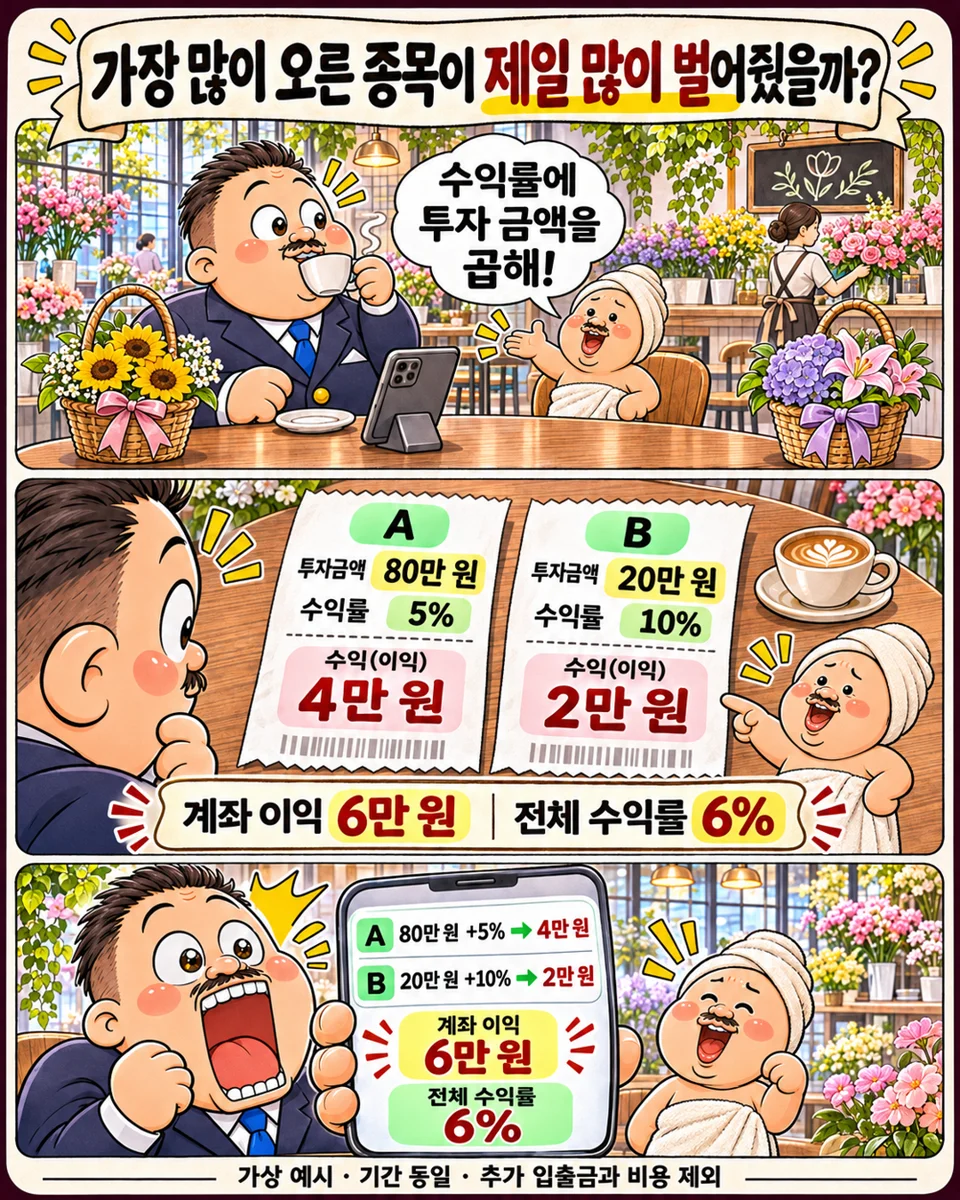 가장 많이 오른 종목이 제일 많이 벌어줬을까?
수익률에
투자 금액을
곱해!
A
투자금액 80만 원
수익률 5%
수익(이익)
4만 원
B
투자금액 20만 원
수익률 10%
수익(이익)
2만 원
계좌 이익 6만 원 | 전체 수익률 6%
A 80만 원 +5% → 4만 원
B 20만 원 +10% → 2만 원
계좌 이익
6만 원
전체 수익률
6%
가상 예시 · 기간 동일 · 추가 입출금과 비용 제외